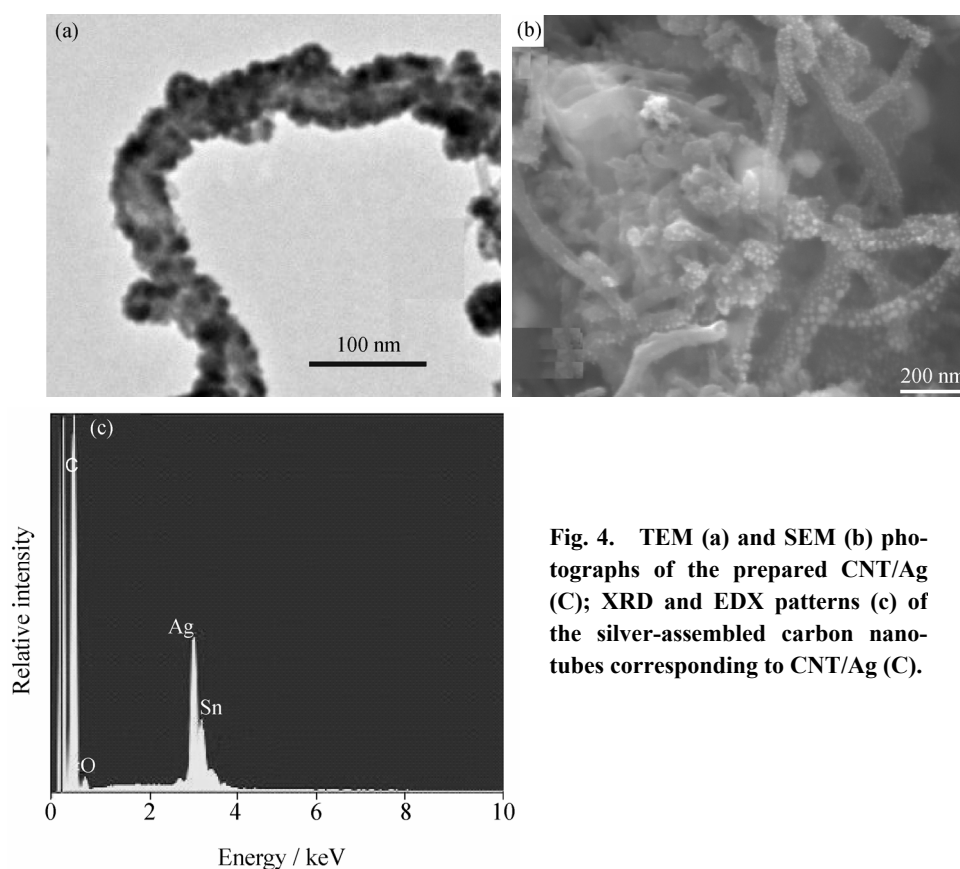 (a)
(b)
100 nm
200 nm
(c)
C
O
Ag
Sn
Relative intensity
0 2 4 6 8 10
Energy / keV
Fig. 4. TEM (a) and SEM (b) pho-
tographs of the prepared CNT/Ag
(C); XRD and EDX patterns (c) of
the silver-assembled carbon nano-
tubes corresponding to CNT/Ag (C).